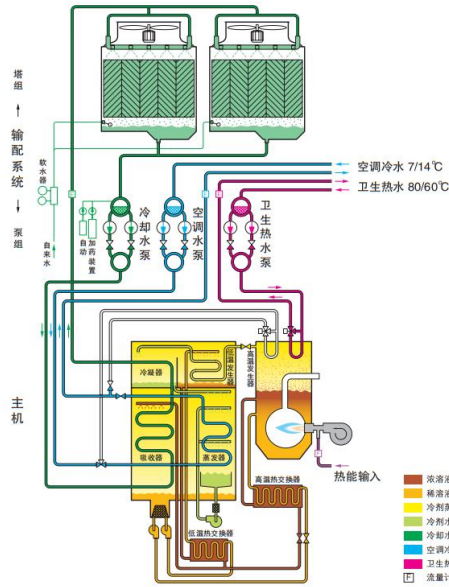 塔组
输配系统
泵组
软水器
自来水
自动
加药装置
冷却水泵
空调水泵
卫生热水泵
空调冷水 7/14℃
卫生热水 80/60℃
主机
冷凝器
低温发生器
高温发生器
吸收器
蒸发器
高温热交换器
低温热交换器
热能输入
F
浓溶液
稀溶液
冷剂蒸
冷剂水
冷却水
空调冷
卫生热
F 流量计